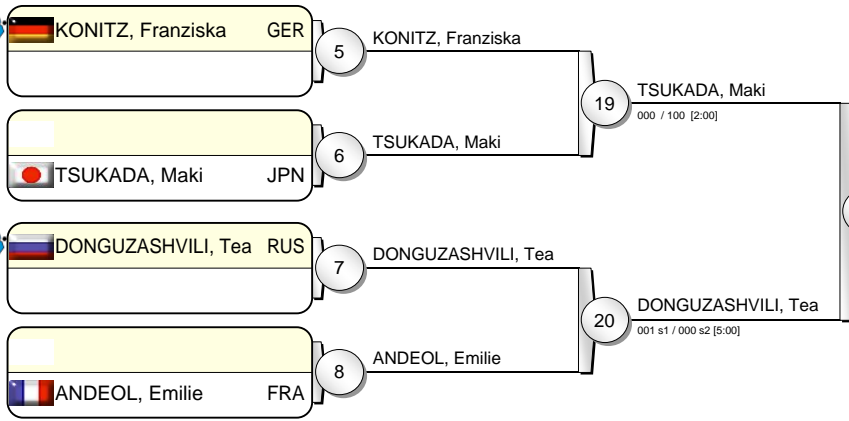 KONITZ, Franziska GER
5
KONITZ, Franziska
19
TSUKADA, Maki
000 / 100 [2:00]
6
TSUKADA, Maki
TSUKADA, Maki JPN
DONGUZASHVILI, Tea RUS
7
DONGUZASHVILI, Tea
20
DONGUZASHVILI, Tea
001 s1 / 000 s2 [5:00]
8
ANDEOL, Emilie
ANDEOL, Emilie FRA